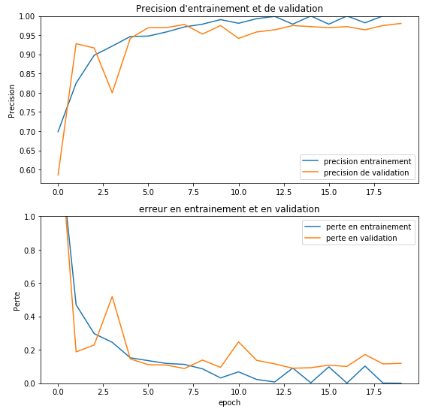 Precision d'entrainement et de validation
1.00
0.95
0.90
0.85
0.80
0.75
0.70
0.65
0.60
Precision
precision entrainement
precision de validation
0.0 2.5 5.0 7.5 10.0 12.5 15.0 17.5
erreur en entrainement et en validation
1.0
0.8
0.6
0.4
0.2
0.0
Perte
perte en entrainement
perte en validation
0.0 2.5 5.0 7.5 10.0 12.5 15.0 17.5
epoch